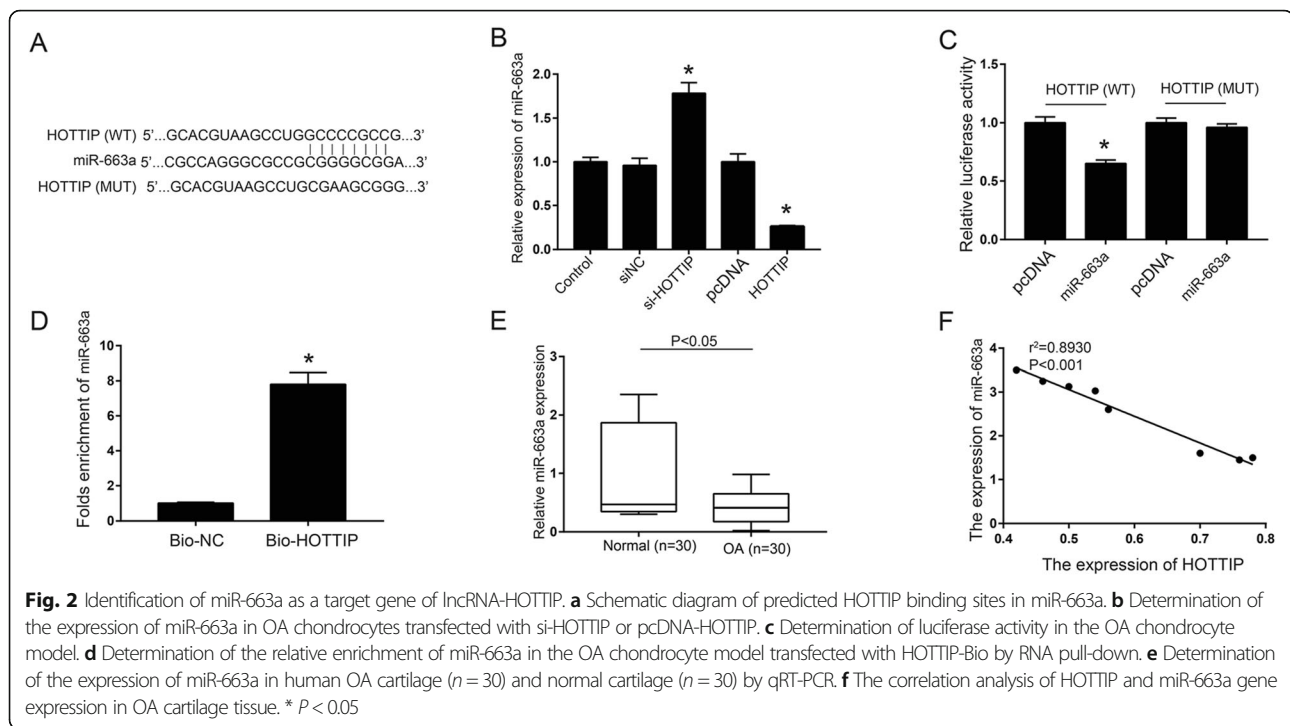 A
HOTTIP (WT) 5'...GCACGUAAGCCUGGCCCCGCCG...3'
miR-663a 5'...CGCCAGGGCGCCGCGGGGCGGGA...3'
HOTTIP (MUT) 5'...GCACGUAAGCCUGCGAAGCGGG...3'
B
Relative expression of miR-663a
2.0
1.5
1.0
0.5
0.0
*
*
Control
siNC
si-HOTTIP
pcDNA
HOTTIP
C
Relative luciferase activity
1.5
1.0
0.5
0.0
HOTTIP (WT)
HOTTIP (MUT)
*
pcDNA
miR-663a
pcDNA
miR-663a
D
Folds enrichment of miR-663a
10
8
6
4
2
0
*
Bio-NC
Bio-HOTTIP
E
Relative miR-663a expression
3
2
1
0
P<0.05
Normal (n=30)
OA (n=30)
F
The expression of miR-663a
4
3
2
1
0
r²=0.8930
P<0.001
0.4
0.5
0.6
0.7
0.8
The expression of HOTTIP
Fig. 2 Identification of miR-663a as a target gene of lncRNA-HOTTIP. a Schematic diagram of predicted HOTTIP binding sites in miR-663a. b Determination of
the expression of miR-663a in OA chondrocytes transfected with si-HOTTIP or pcDNA-HOTTIP. c Determination of luciferase activity in the OA chondrocyte
model. d Determination of the relative enrichment of miR-663a in the OA chondrocyte model transfected with HOTTIP-Bio by RNA pull-down. e Determination
of the expression of miR-663a in human OA cartilage (n = 30) and normal cartilage (n = 30) by qRT-PCR. f The correlation analysis of HOTTIP and miR-663a gene
expression in OA cartilage tissue. * P < 0.05